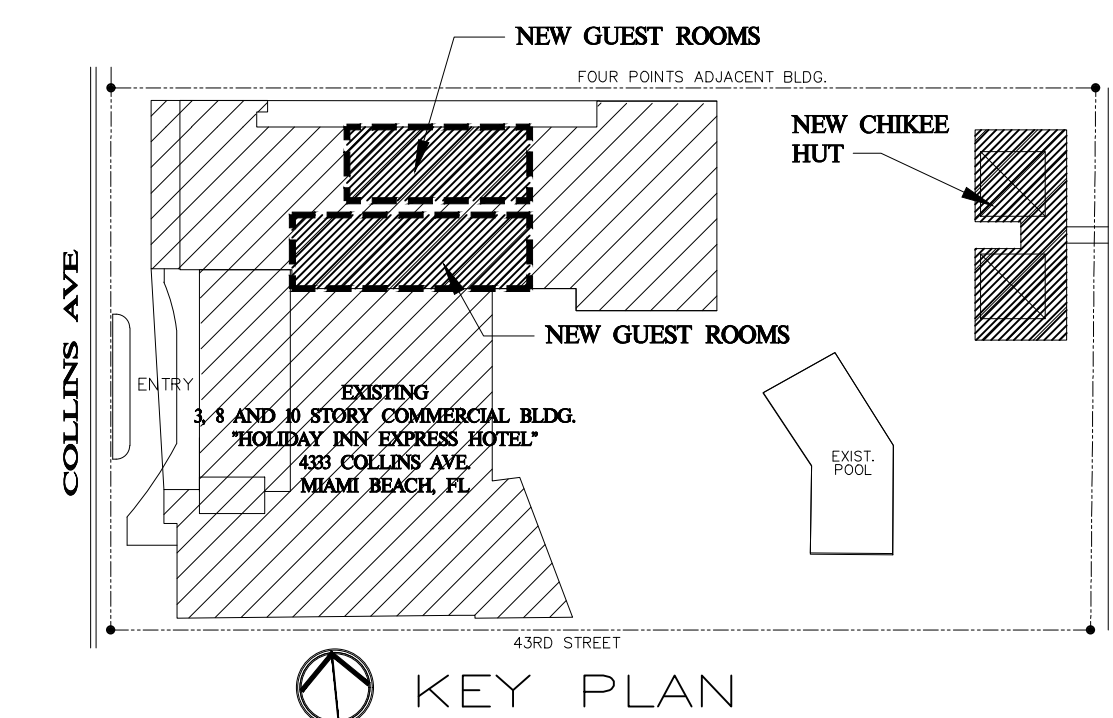 NEW GUEST ROOMS
FOUR POINTS ADJACENT BLDG.
NEW CHIKEE
HUT
COLLINS AVE
NEW GUEST ROOMS
ENTRY
EXISTING
3, 8 AND 10 STORY COMMERCIAL BLDG.
"HOLIDAY INN EXPRESS HOTEL"
4333 COLLINS AVE.
MIAMI BEACH, FL
EXIST.
POOL
43RD STREET
KEY PLAN